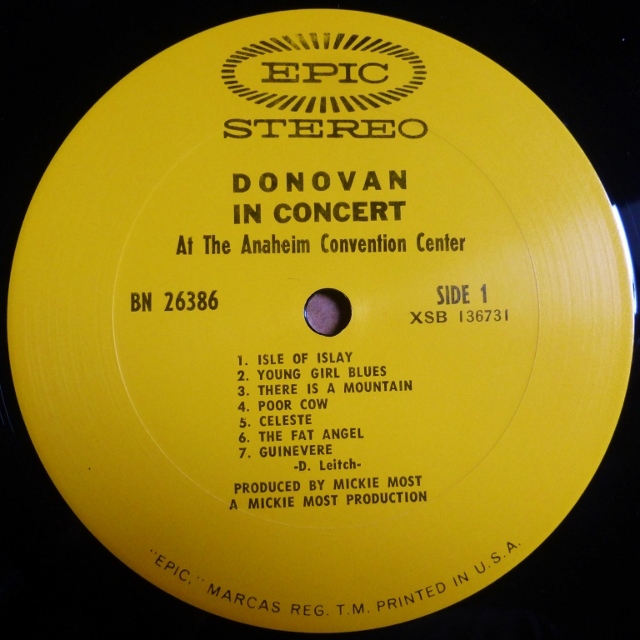 EPIC
STEREO
DONOVAN
IN CONCERT
At The Anaheim Convention Center
BN 26386
SIDE 1
XSB 136731
1. ISLE OF ISLAY
2. YOUNG GIRL BLUES
3. THERE IS A MOUNTAIN
4. POOR COW
5. CELESTE
6. THE FAT ANGEL
7. GUINEVERE
-D. Leitch-
PRODUCED BY MICKIE MOST
A MICKIE MOST PRODUCTION
"EPIC," MARCAS REG. T.M. PRINTED IN U.S.A.